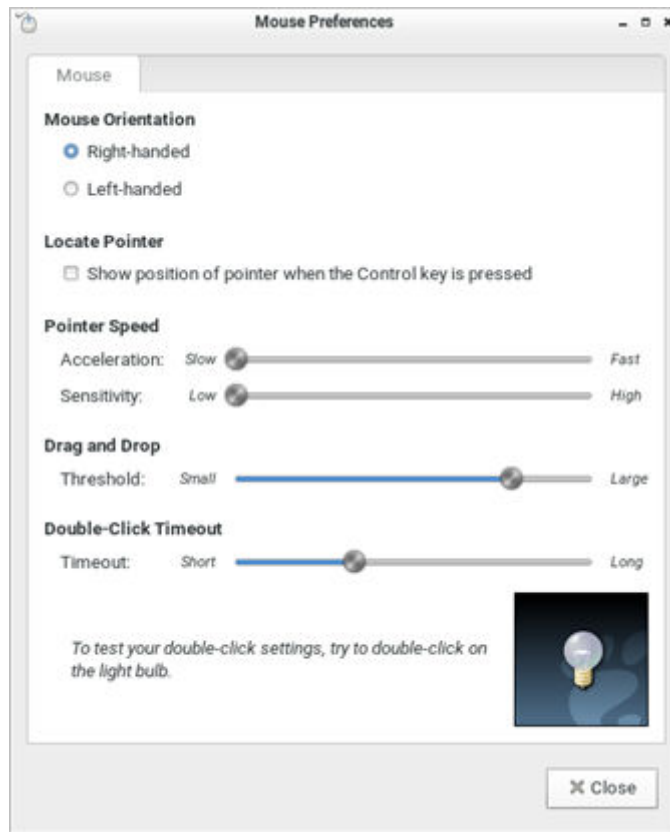 Mouse Preferences
Mouse
Mouse Orientation
Right-handed
Left-handed
Locate Pointer
Show position of pointer when the Control key is pressed
Pointer Speed
Acceleration: Slow Fast
Sensitivity: Low High
Drag and Drop
Threshold: Small Large
Double-Click Timeout
Timeout: Short Long
To test your double-click settings, try to double-click on
the light bulb.
Close